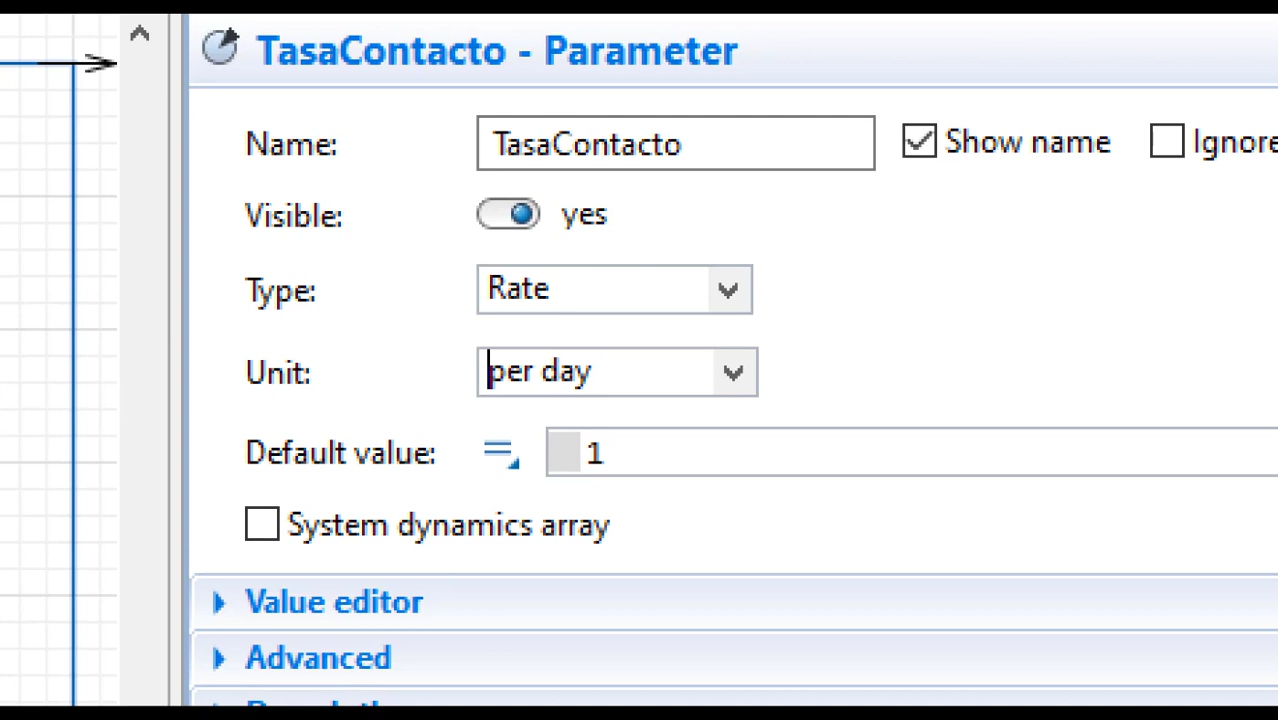 TasaContacto - Parameter
Name: TasaContacto Show name Ignore
Visible: yes
Type: Rate
Unit: per day
Default value: 1
System dynamics array
Value editor
Advanced